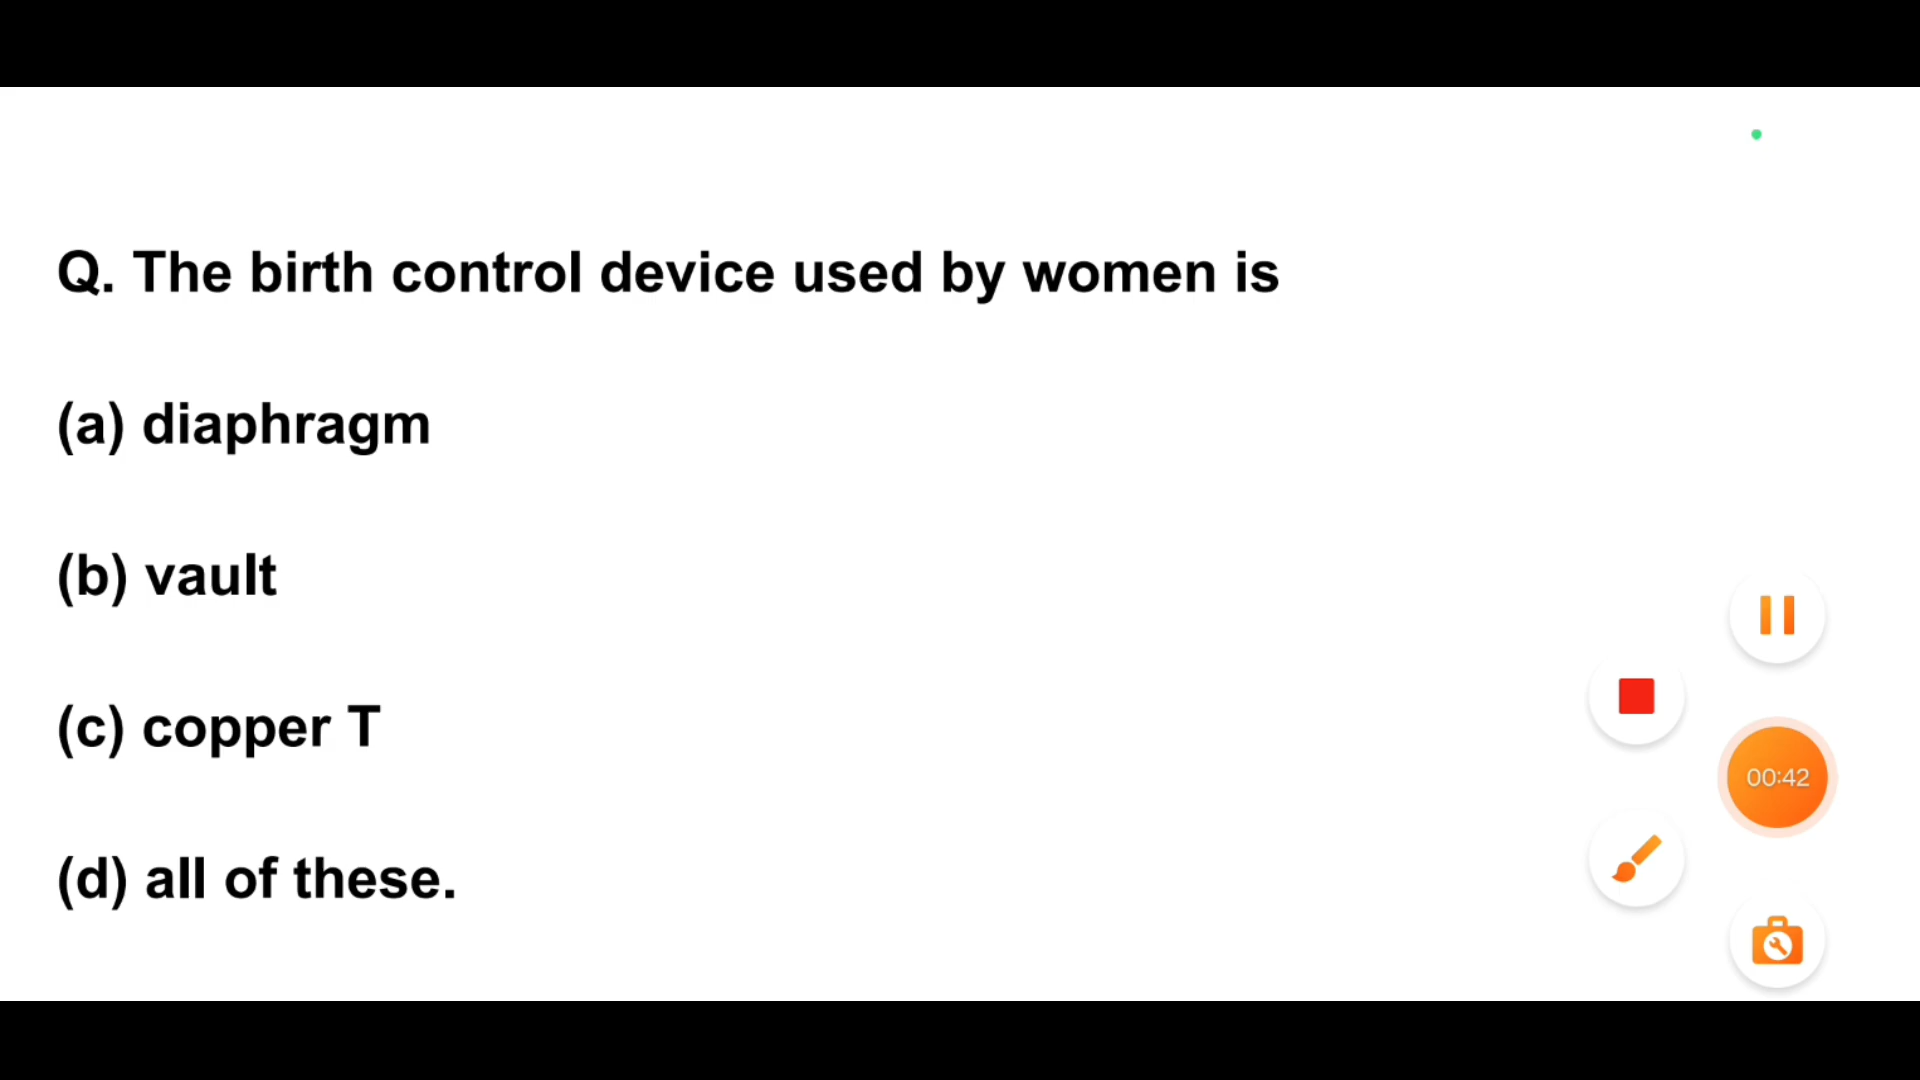 Q. The birth control device used by women is
(a) diaphragm
(b) vault
(c) copper T
(d) all of these.
00:42